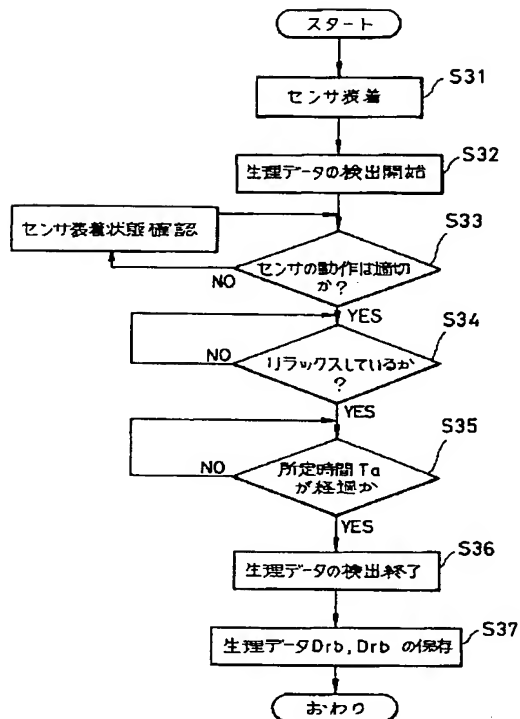 スタート
S31
センサ装着
S32
生理データの検出開始
センサ装着状態確認
S33
センサの動作は適切
か?
NO
YES
S34
リラックスしているか
?
NO
YES
S35
所定時間Ta
が経過か
NO
YES
S36
生理データの検出終了
S37
生理データDrb, Drb の保存
おわり